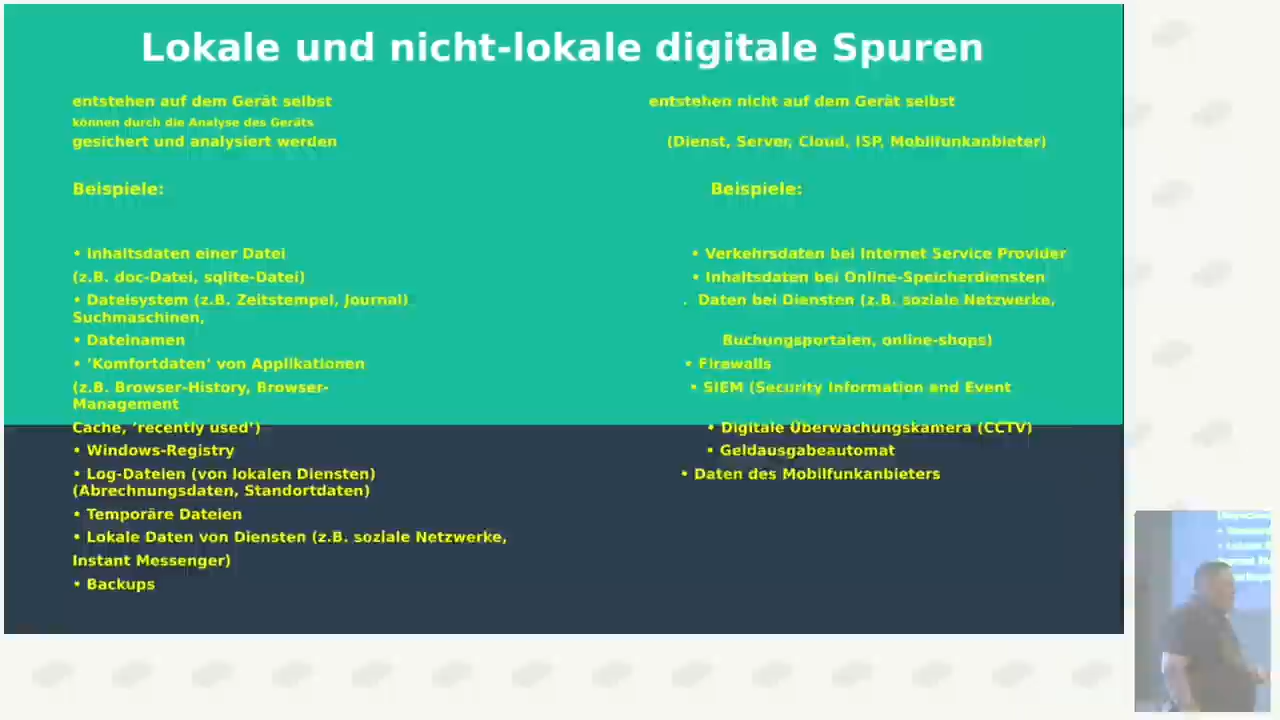 Lokale und nicht-lokale digitale Spuren
entstehen auf dem Gerät selbst
können durch die Analyse des Geräts
gesichert und analysiert werden
Beispiele:
• Inhaltsdaten einer Datei
(z.B. doc-Datei, sqlite-Datei)
• Dateisystem (z.B. Zeitstempel, Journal)
Suchmaschinen,
• Dateinamen
• ’Komfortdaten’ von Applikationen
(z.B. Browser-History, Browser-
Management
Cache, ’recently used’)
• Windows-Registry
• Log-Dateien (von lokalen Diensten)
(Abrechnungsdaten, Standortdaten)
• Temporäre Dateien
• Lokale Daten von Diensten (z.B. soziale Netzwerke,
Instant Messenger)
• Backups
entstehen nicht auf dem Gerät selbst
(Dienst, Server, Cloud, ISP, Mobilfunkanbieter)
Beispiele:
• Verkehrsdaten bei Internet Service Provider
• Inhaltsdaten bei Online-Speicherdiensten
. Daten bei Diensten (z.B. soziale Netzwerke,
Buchungsportalen, online-shops)
• Firewalls
• SIEM (Security Information and Event
• Digitale Überwachungskamera (CCTV)
• Geldausgabeautomat
• Daten des Mobilfunkanbieters